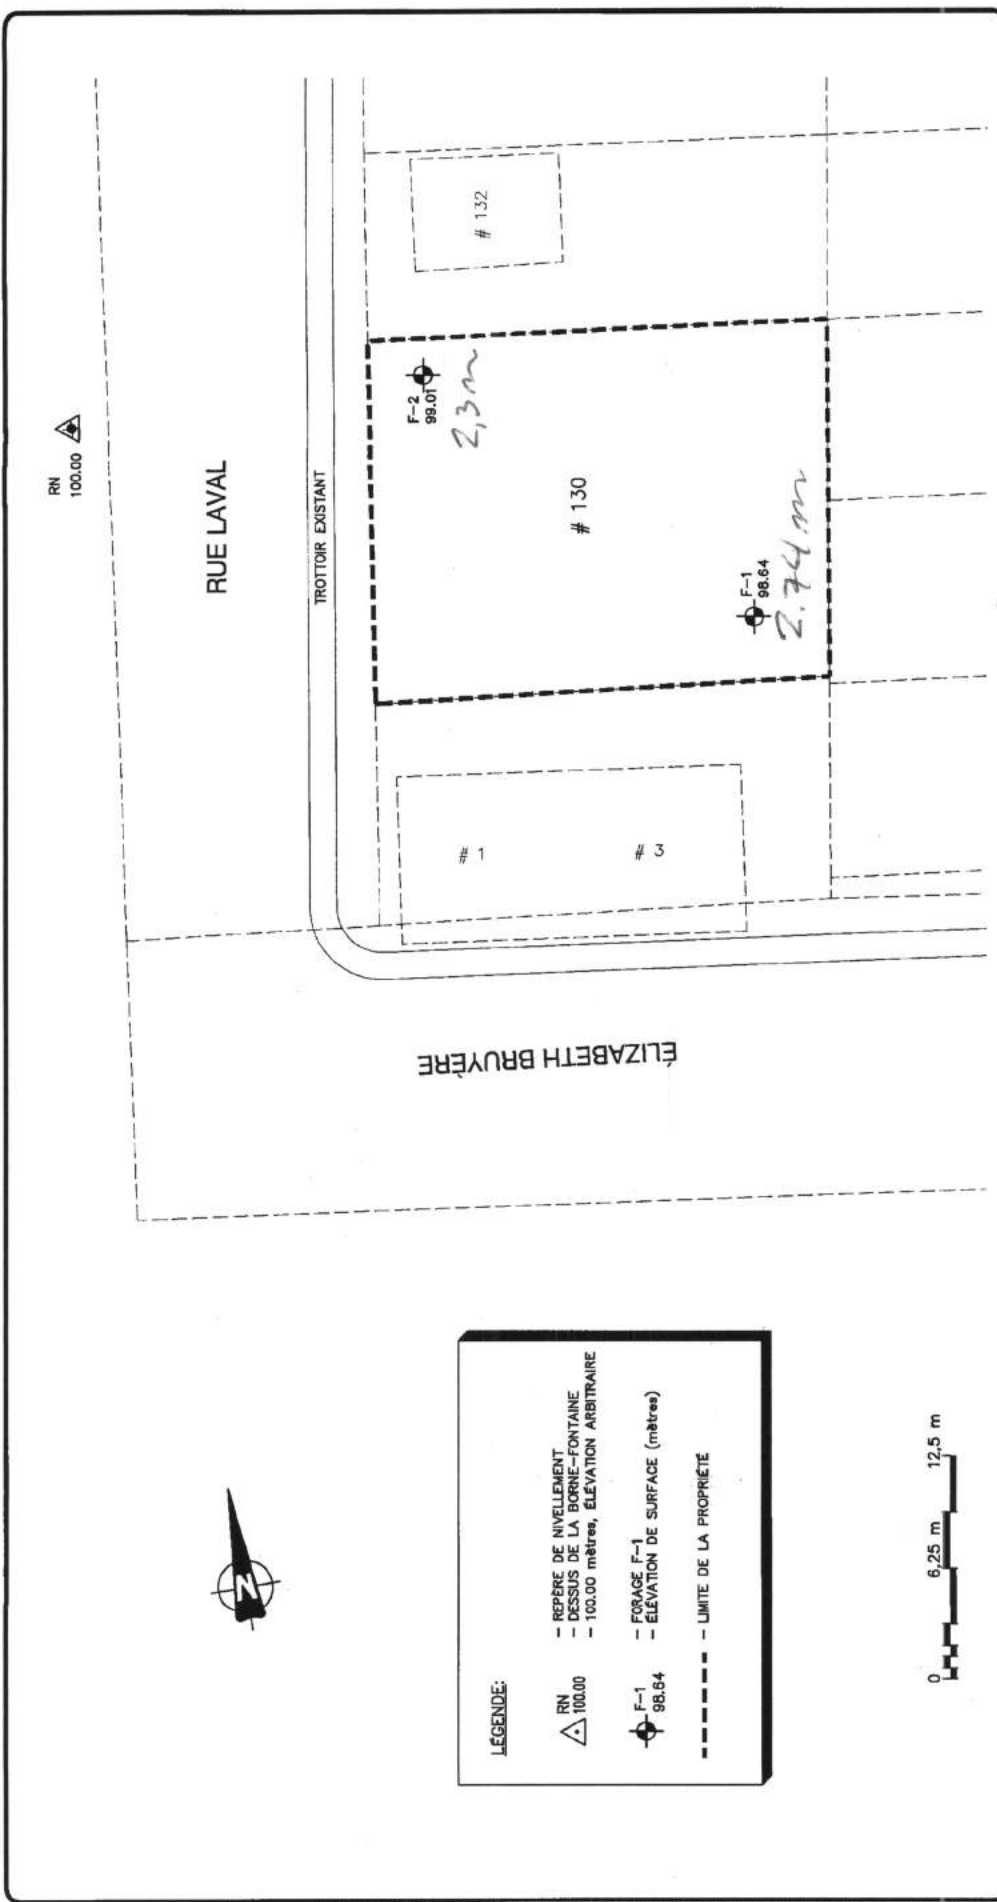 RN
100.00
RUE LAVAL
TROTTOIR EXISTANT
# 132
F-2
99.01
2,3 m
# 130
F-1
98.64
2.74 m
# 1
# 3
ÉLIZABETH BRUYÈRE
N
LÉGENDE:
RN
100.00
- REPÈRE DE NIVELLEMENT
- DESSUS DE LA BORNE-FONTAINE
- 100.00 mètres, ÉLÉVATION ARBITRAIRE
F-1
98.64
- FORAGE F-1
- ÉLÉVATION DE SURFACE (mètres)
- LIMITE DE LA PROPRIÉTÉ
0
6,25 m
12,5 m